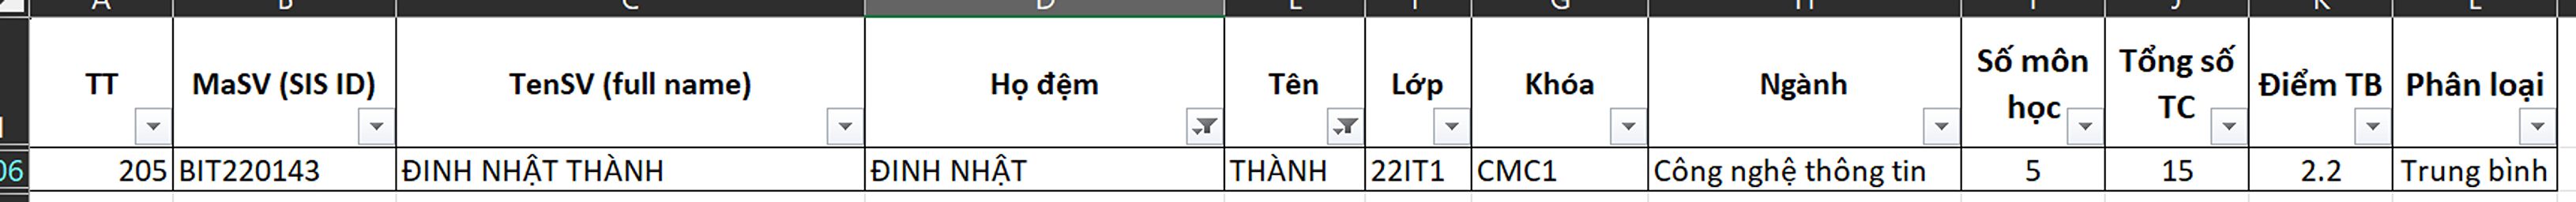 TT MaSV (SIS ID) TenSV (full name) Họ đệm Tên Lớp Khóa Ngành Số môn học Tổng số TC Điểm TB Phân loại
205 BIT220143 ĐINH NHẬT THÀNH ĐINH NHẬT THÀNH 22IT1 CMC1 Công nghệ thông tin 5 15 2.2 Trung bình